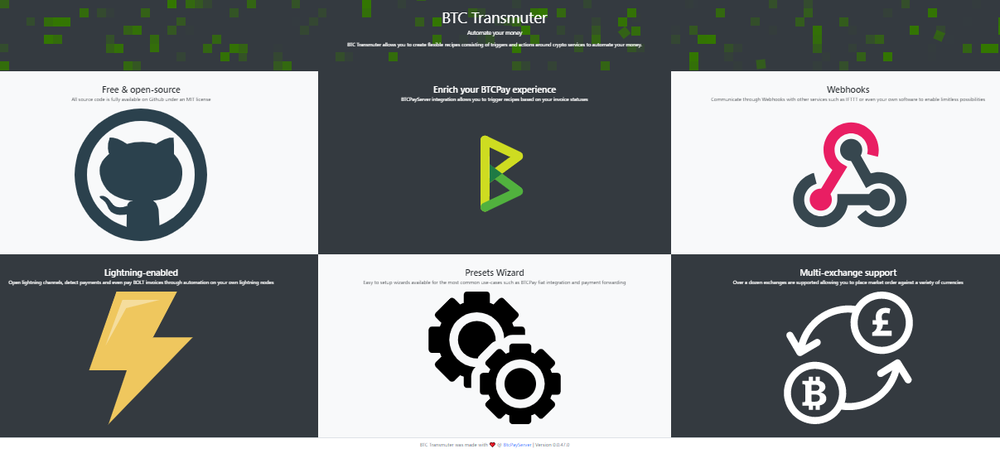 BTC Transmuter
Automate your money
BTC Transmuter allows you to create flexible recipes consisting of triggers and actions around crypto services to automate your money.
Free & open-source
All source code is fully available on Github under an MIT license
Enrich your BTCPay experience
BTCPayServer integration allows you to trigger recipes based on your invoice statuses
Webhooks
Communicate through Webhooks with other services such as IFTTT or even your own software to enable limitless possibilities
Lightning-enabled
Open lightning channels, detect payments and even pay BOLT invoices through automation on your own lightning nodes
Presets Wizard
Easy to setup wizards available for the most common use-cases such as BTCPay fiat integration and payment forwarding
Multi-exchange support
Over a dozen exchanges are supported allowing you to place market order against a variety of currencies
£
₿
BTC Transmuter was made with ❤ @ BtcPayServer | Version 0.0.47.0